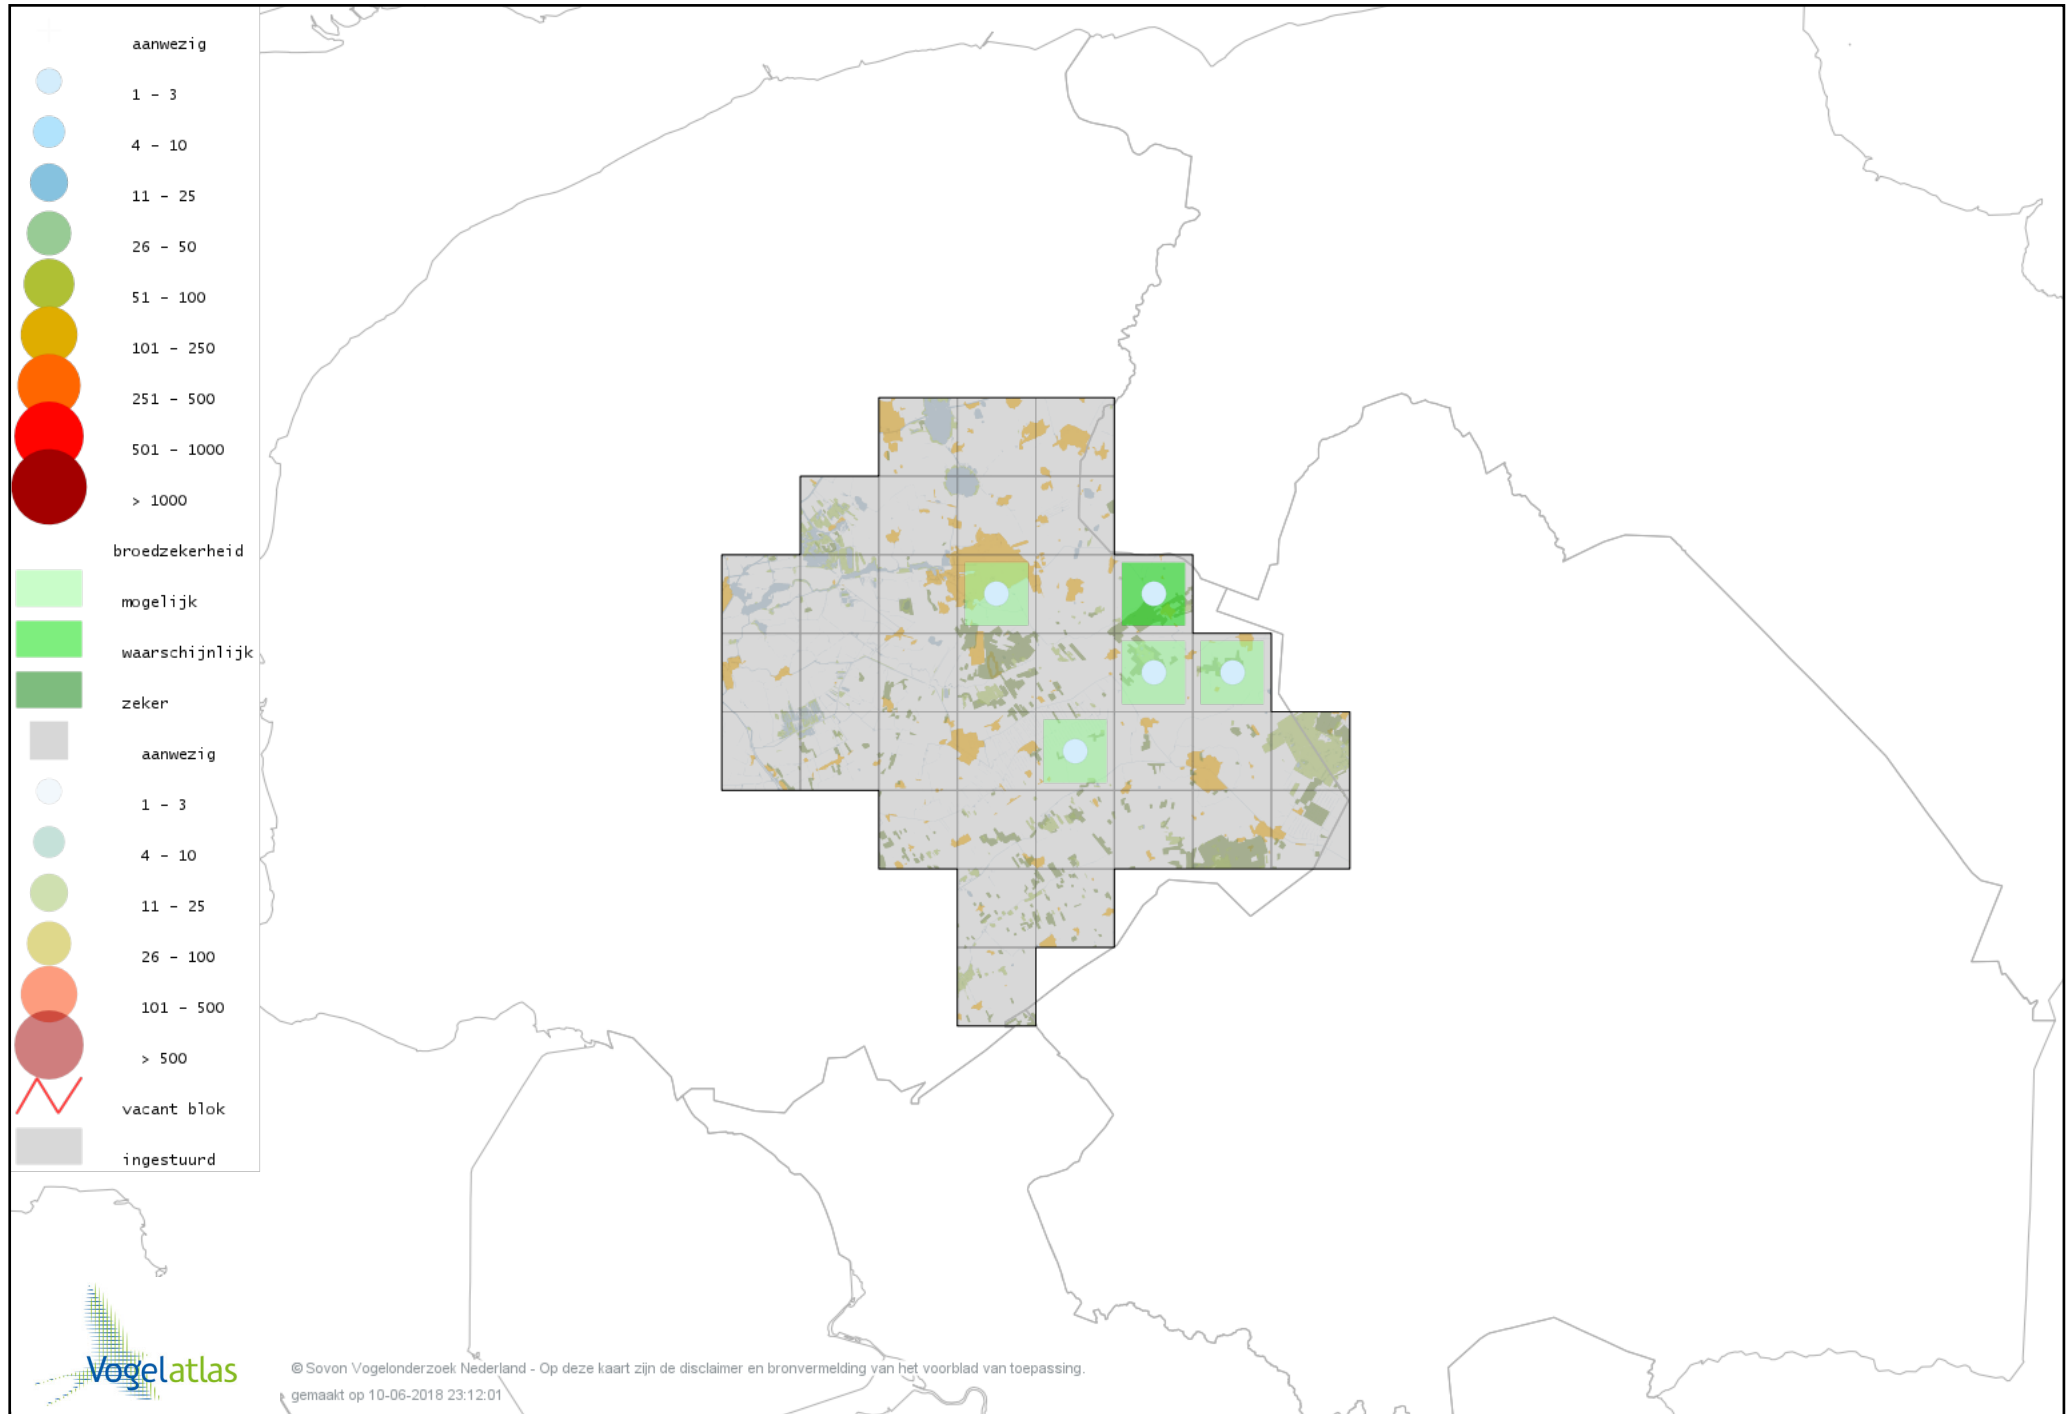 aanwezig
1 - 3
4 - 10
11 - 25
26 - 50
51 - 100
101 - 250
251 - 500
501 - 1000
> 1000
broedzekerheid
mogelijk
waarschijnlijk
zeker
aanwezig
1 - 3
4 - 10
11 - 25
26 - 100
101 - 500
> 500
vacant blok
ingestuurd
Vogelatlas
© Sovon Vogelonderzoek Nederland - Op deze kaart zijn de disclaimer en bronvermelding van het voorblad van toepassing.
gemaakt op 10-06-2018 23:12:01